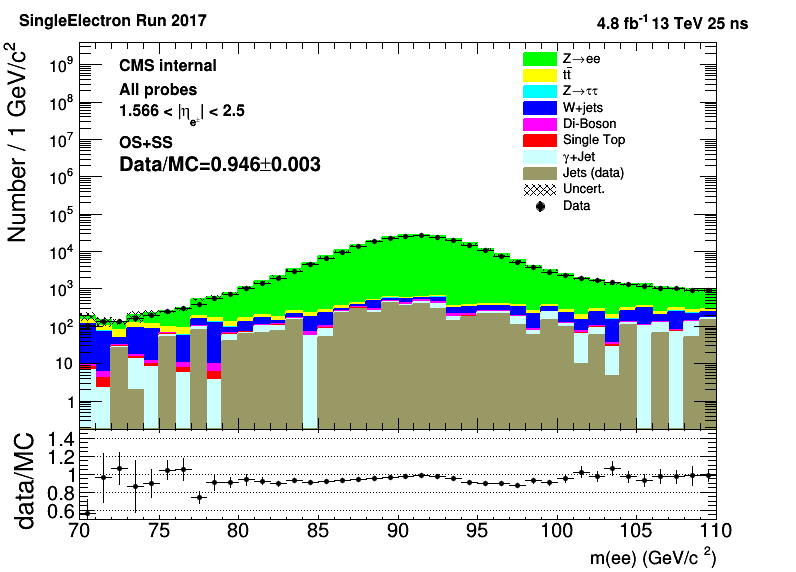 SingleElectron Run 2017
4.8 fb⁻¹ 13 TeV 25 ns
Number / 1 GeV/c²
CMS internal
All probes
1.566 < |η_e±| < 2.5
OS+SS
Data/MC=0.946±0.003
Z→ee
tt̄
Z→ττ
W+jets
Di-Boson
Single Top
γ+Jet
Jets (data)
Uncert.
Data
10⁹
10⁸
10⁷
10⁶
10⁵
10⁴
10³
10²
10
1
data/MC
1.4
1.2
1
0.8
0.6
70 75 80 85 90 95 100 105 110
m(ee) (GeV/c ²)